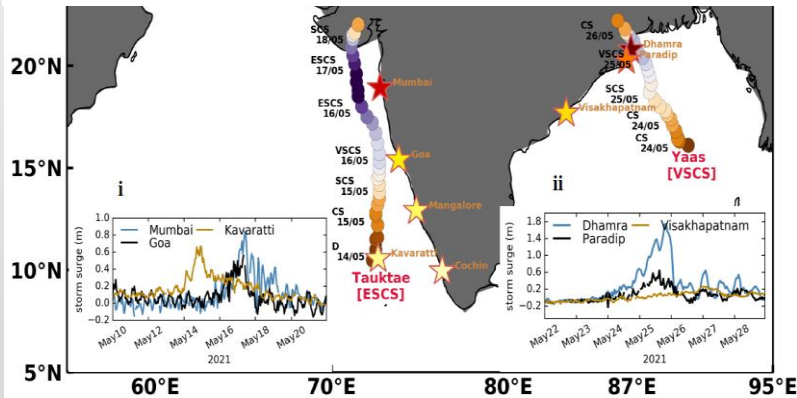 20°N
15°N
10°N
5°N
60°E
70°E
80°E
87°E
95°E
SCS
18/05
ESCS
17/05
ESCS
16/05
VSCS
16/05
SCS
15/05
CS
15/05
D
14/05
Mumbai
Goa
Mangalore
Kavaratti
Cochin
Tauktae
[ESCS]
CS
26/05
VSCS
25/05
SCS
25/05
CS
24/05
CS
24/05
Dhamra
Paradip
Visakhapatnam
Yaas
[VSCS]
i
storm surge (m)
1.0
0.8
0.6
0.4
0.2
0.0
−0.2
Mumbai
Kavaratti
Goa
May10
May12
May14
May16
May18
May20
2021
ii
storm surge (m)
1.8
1.4
1.0
0.6
0.2
−0.2
Dhamra
Visakhapatnam
Paradip
May22
May23
May24
May25
May26
May27
May28
2021